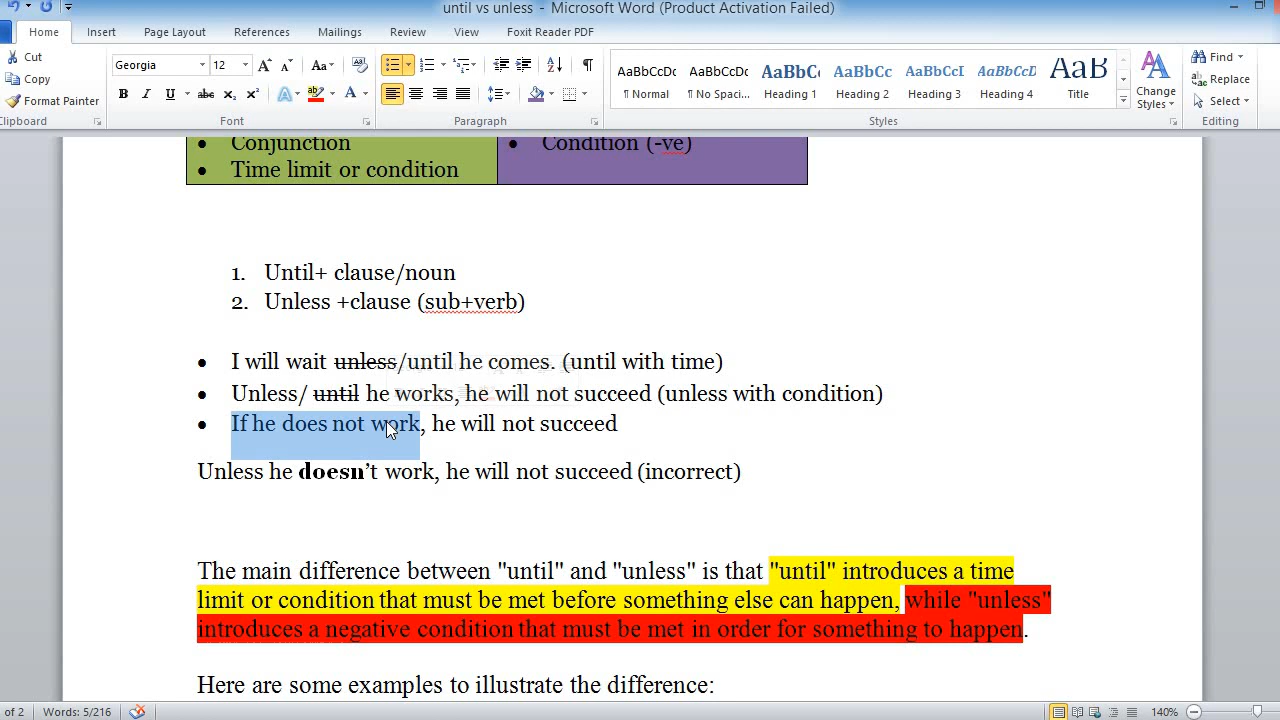 until vs unless - Microsoft Word (Product Activation Failed)
Home Insert Page Layout References Mailings Review View Foxit Reader PDF
Cut
Copy
Format Painter
Clipboard
Georgia 12
Font
Paragraph
AaBbCcDc AaBbCcDc AaBbC AaBbCc AaBbCcI AaBbCcD AaB
¶ Normal ¶ No Spaci... Heading 1 Heading 2 Heading 3 Heading 4 Title
Change Styles
Styles
Find
Replace
Select
Editing
• Conjunction
• Time limit or condition
• Condition (-ve)
1. Until+ clause/noun
2. Unless +clause (sub+verb)
• I will wait unless/until he comes. (until with time)
• Unless/ until he works, he will not succeed (unless with condition)
• If he does not work, he will not succeed
Unless he doesn't work, he will not succeed (incorrect)
The main difference between "until" and "unless" is that "until" introduces a time
limit or condition that must be met before something else can happen, while "unless"
introduces a negative condition that must be met in order for something to happen.
Here are some examples to illustrate the difference:
of 2 Words: 5/216 140%